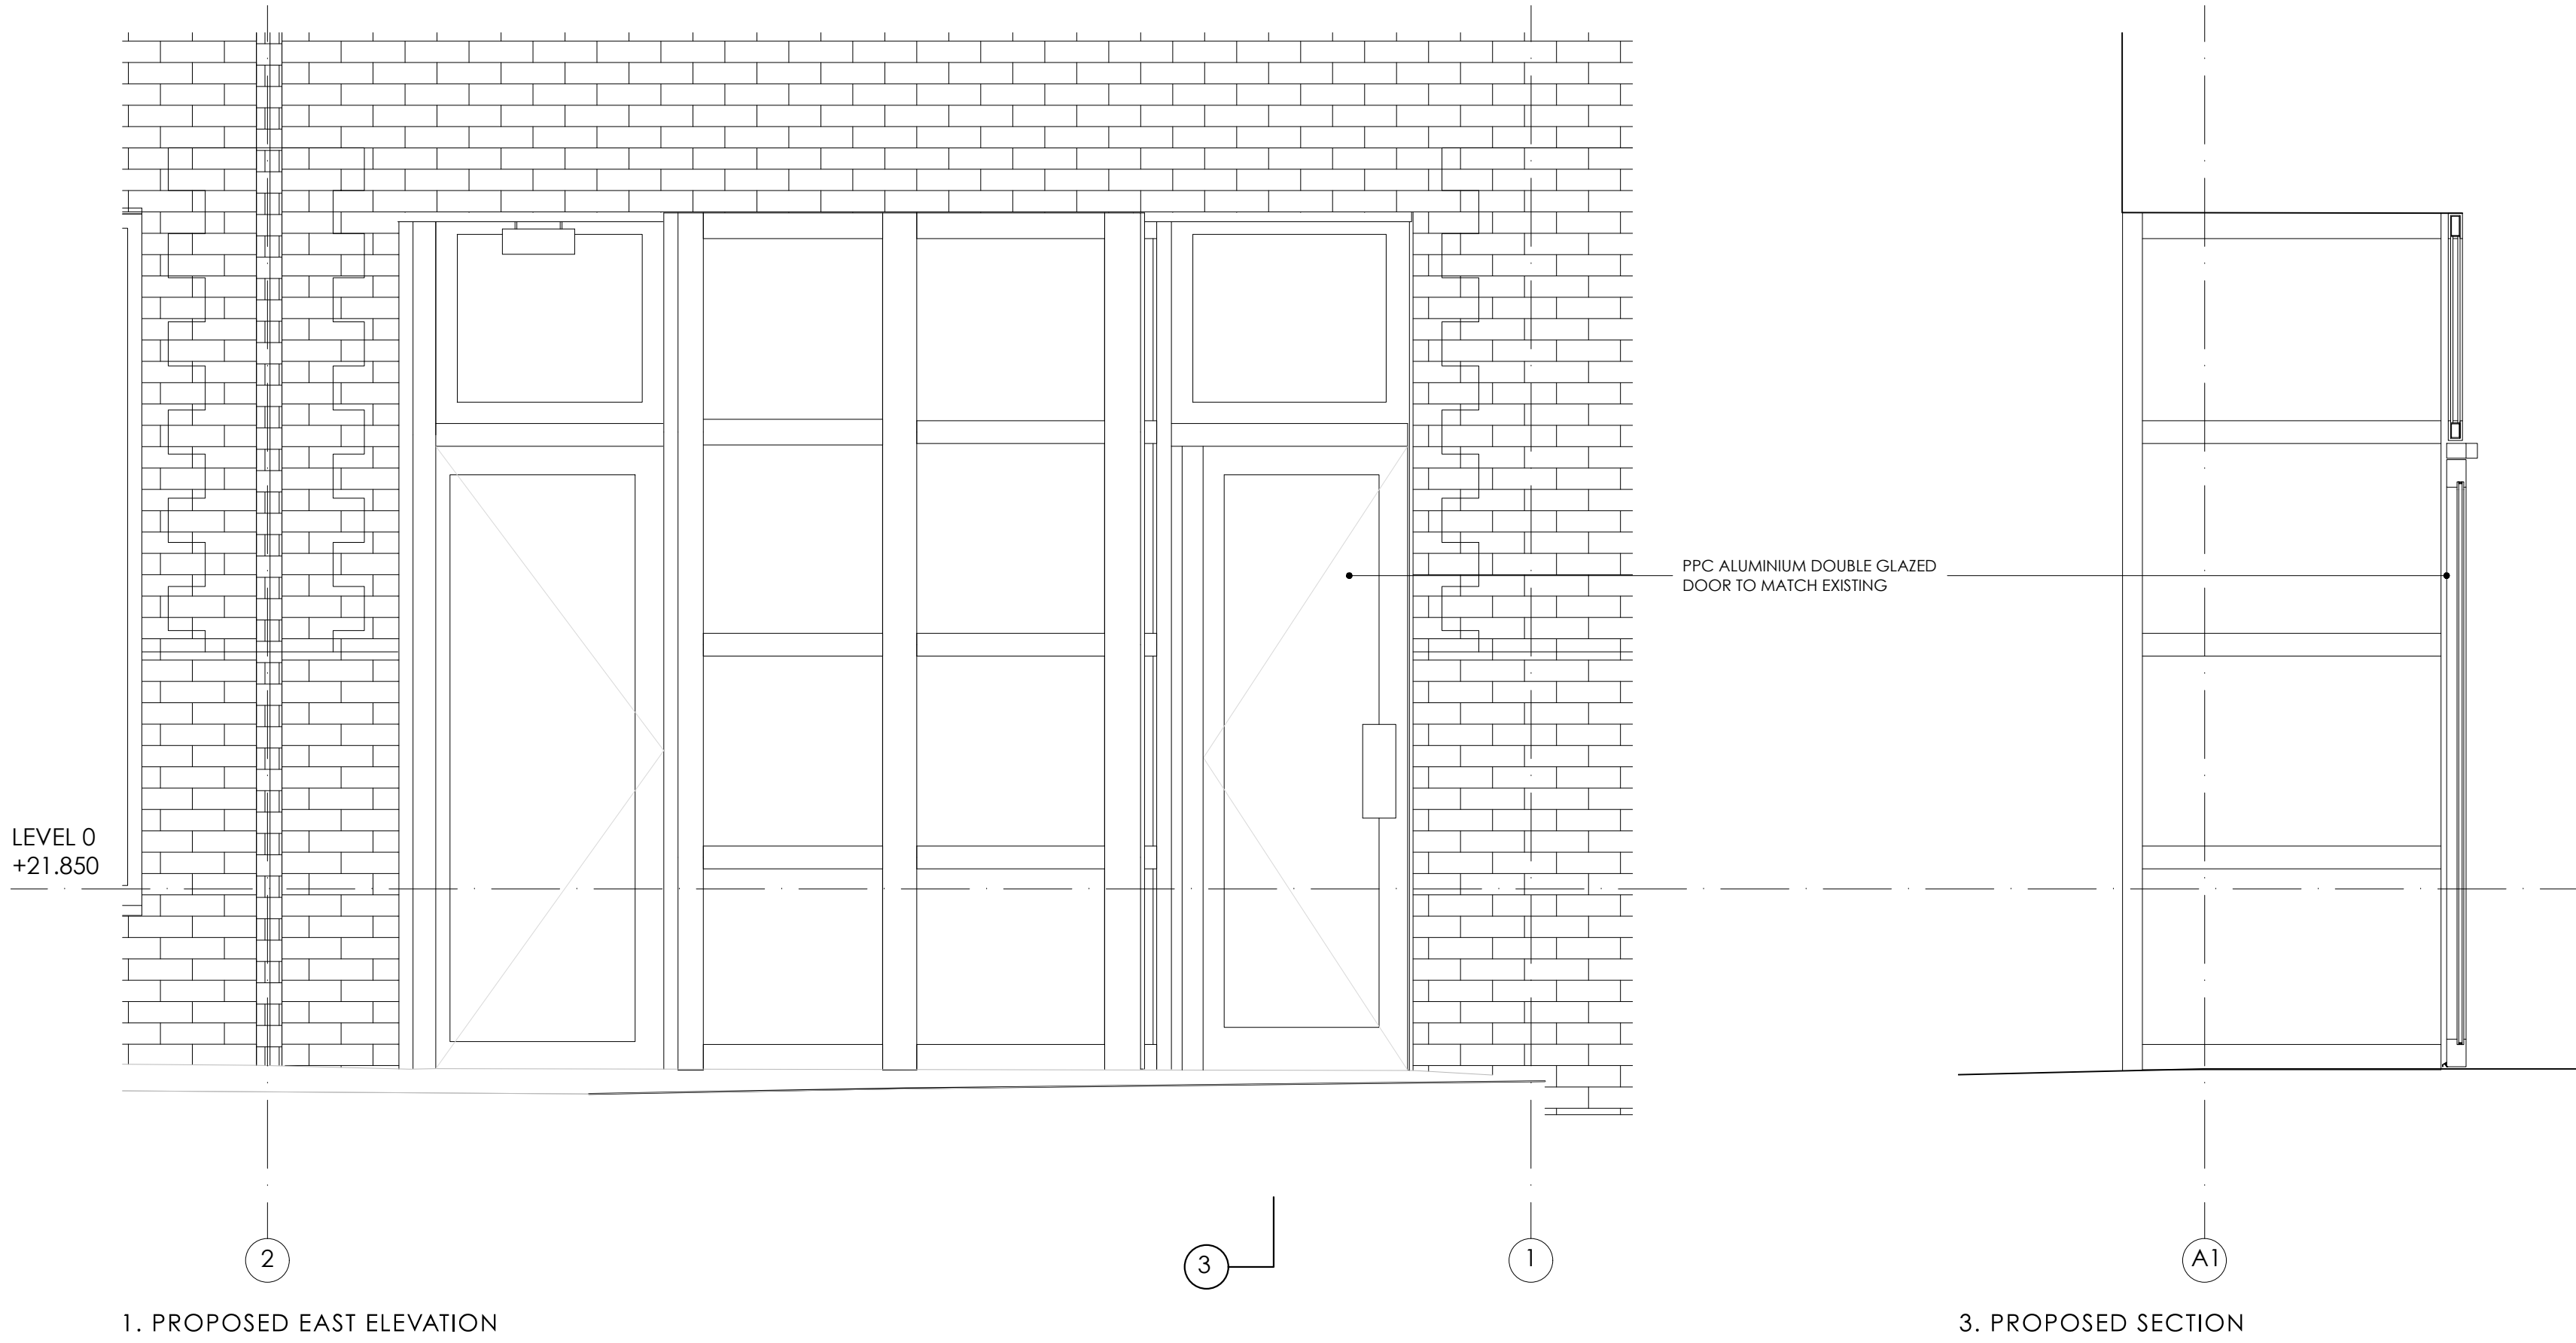 PPC ALUMINIUM DOUBLE GLAZED
DOOR TO MATCH EXISTING
LEVEL 0
+21.850
2
3
1
A1
1. PROPOSED EAST ELEVATION
3. PROPOSED SECTION